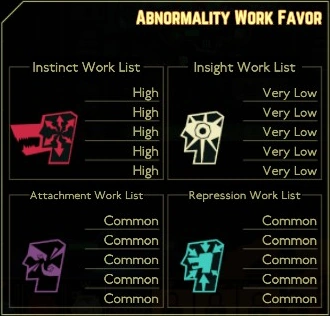 Abnormality Work Favor
Instinct Work List
High
High
High
High
High
Insight Work List
Very Low
Very Low
Very Low
Very Low
Very Low
Attachment Work List
Common
Common
Common
Common
Common
Repression Work List
Common
Common
Common
Common
Common